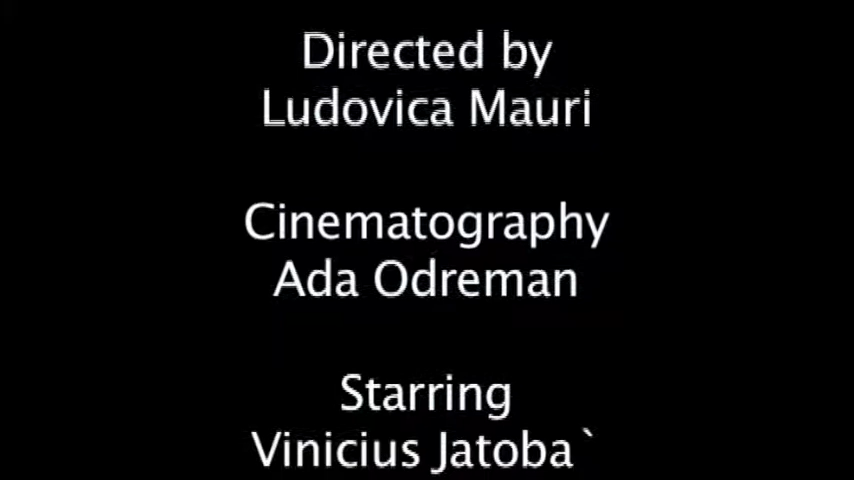 Directed by
Ludovica Mauri
Cinematography
Ada Odreman
Starring
Vinicius Jatoba`